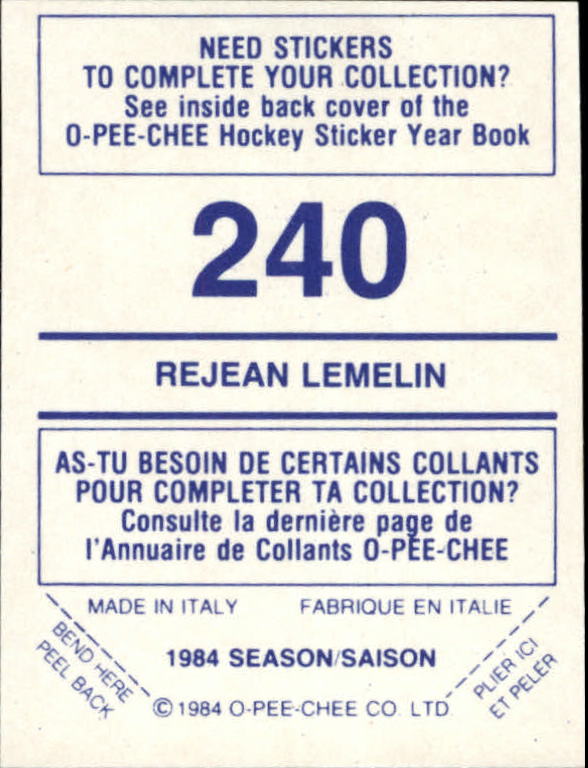 NEED STICKERS
TO COMPLETE YOUR COLLECTION?
See inside back cover of the
O-PEE-CHEE Hockey Sticker Year Book
240
REJEAN LEMELIN
AS-TU BESOIN DE CERTAINS COLLANTS
POUR COMPLETER TA COLLECTION?
Consulte la dernière page de
l'Annuaire de Collants O-PEE-CHEE
MADE IN ITALY FABRIQUE EN ITALIE
BEND HERE
PEEL BACK
1984 SEASON/SAISON
PLIER ICI
ET PELER
© 1984 O-PEE-CHEE CO. LTD.